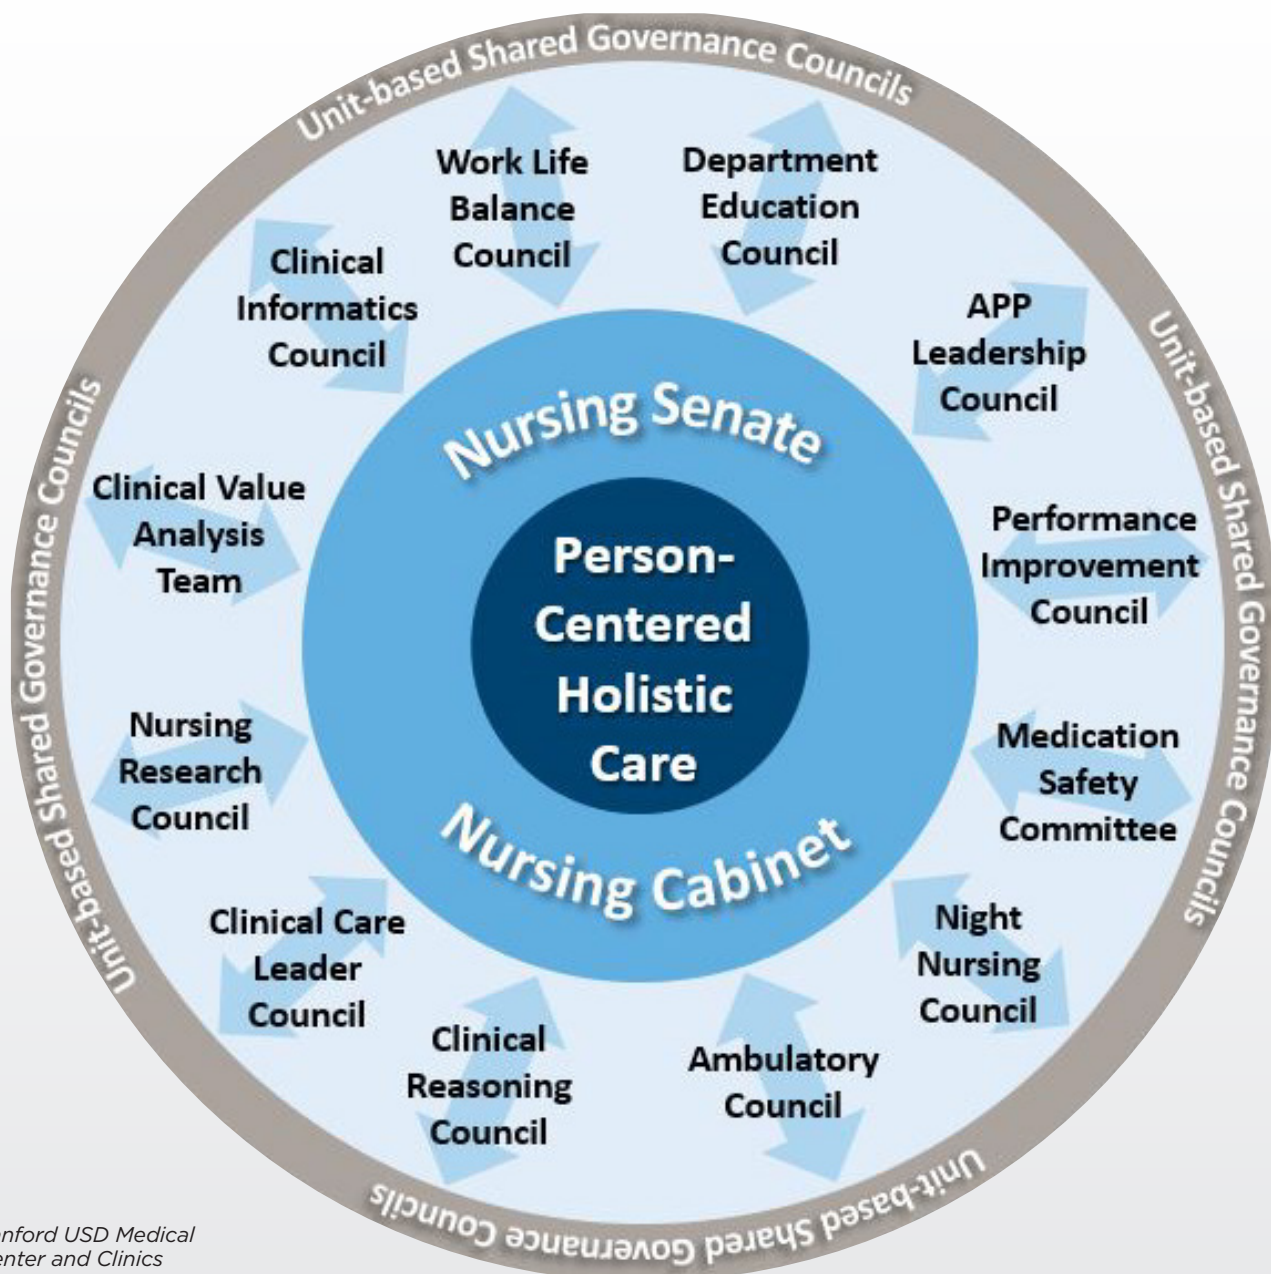 Unit-based Shared Governance Councils
Work Life
Balance
Council
Department
Education
Council
Clinical
Informatics
Council
APP
Leadership
Council
Unit-based Shared Governance Councils
Unit-based Shared Governance Councils
Nursing Senate
Clinical Value
Analysis
Team
Performance
Improvement
Council
Person-
Centered
Holistic
Care
Nursing
Research
Council
Medication
Safety
Committee
Nursing Cabinet
Clinical Care
Leader
Council
Night
Nursing
Council
Clinical
Reasoning
Council
Ambulatory
Council
Unit-based Shared Governance Councils
USD Medical
and Clinics